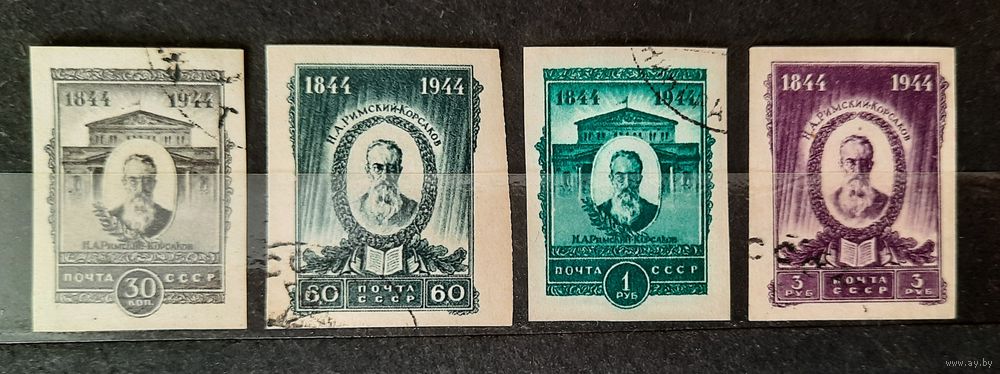 1844 1944
Н.А.Римский-Корсаков
ПОЧТА СССР
30
КОП.
1844 1944
Н.А.Римский-Корсаков
60 ПОЧТА 60
СССР
1844 1944
Н.А.Римский-Корсаков
ПОЧТА СССР
1
РУБ
1844 1944
Н.А.Римский-Корсаков
3 ПОЧТА 3
РУБ СССР РУБ
www.ay.by